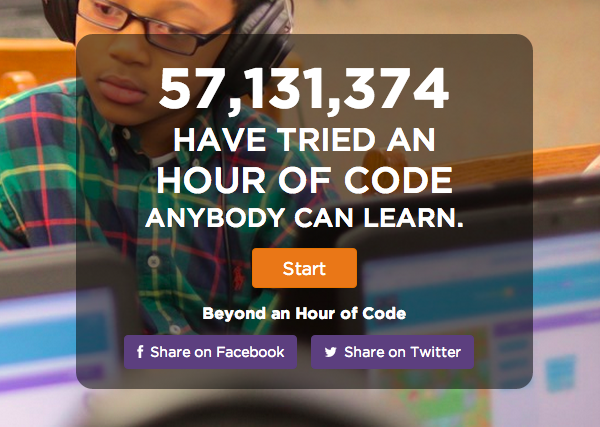 57,131,374
HAVE TRIED AN
HOUR OF CODE
ANYBODY CAN LEARN.
Start
Beyond an Hour of Code
Share on Facebook
Share on Twitter